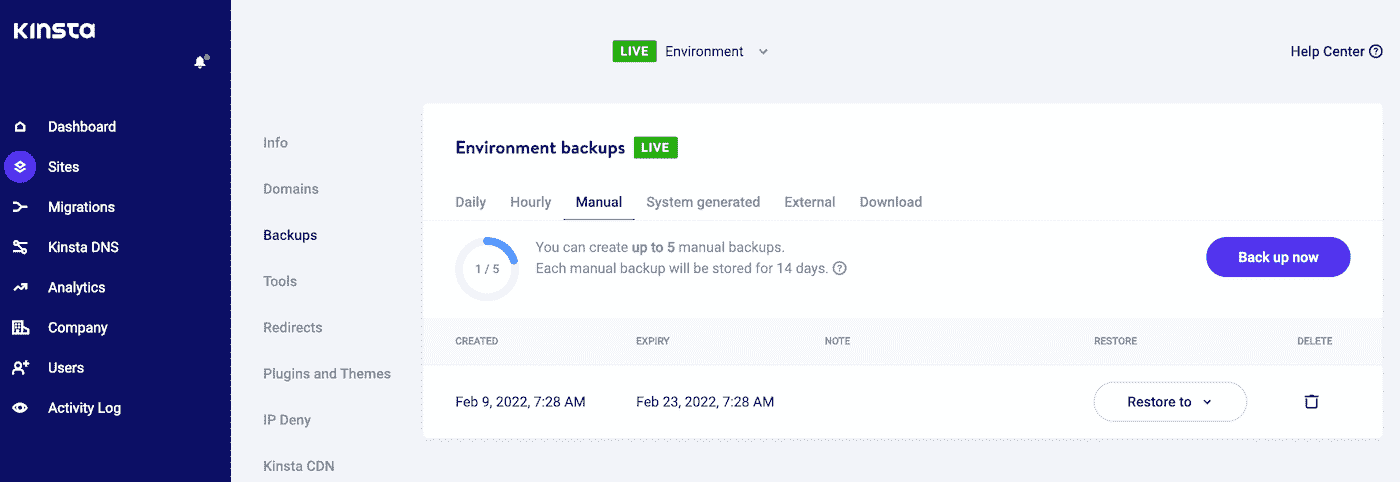 KINSTA
LIVE Environment
Help Center
Dashboard
Sites
Migrations
Kinsta DNS
Analytics
Company
Users
Activity Log
Info
Domains
Backups
Tools
Redirects
Plugins and Themes
IP Deny
Kinsta CDN
Environment backups LIVE
Daily Hourly Manual System generated External Download
1 / 5
You can create up to 5 manual backups.
Each manual backup will be stored for 14 days. ?
Back up now
CREATED EXPIRY NOTE RESTORE DELETE
Feb 9, 2022, 7:28 AM Feb 23, 2022, 7:28 AM Restore to